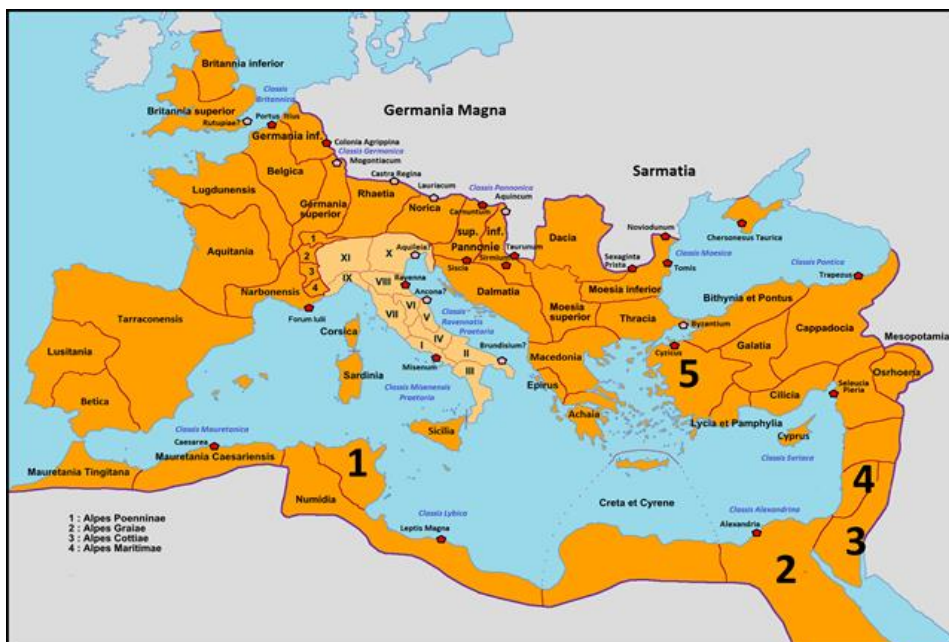 Britannia inferior
Classis
Britannica
Britannia superior
Rutupiae?
Portus Itius
Germania Magna
Germania inf.
Colonia Agrippina
Classis Germanica
Mogontiacum
Belgica
Castra Regina
Lauriacum
Classis Pannonica
Aquincum
Carnuntum
Sarmatia
Lugdunensis
Germania
superior
Rhaetia
Norica
sup.
inf.
Pannonie
Taurunum
Sirmium
Siscia
Dacia
Noviodunum
Chersonesus Taurica
Sexaginta
Prista
Classis Moesica
Tomis
Classis Pontica
Trapezus
Aquitania
1
2
3
4
XI
X
Aquileia?
IX
VIII
Ravenna
Ancona?
VII
VI
V
IV
I
II
III
Classis
Ravennatis
Praetoria
Brundisium?
Misenum
Classis Misenensis
Praetoria
Narbonensis
Forum Iulii
Dalmatia
Moesia
superior
Moesia inferior
Thracia
Byzantium
Bithynia et Pontus
Cappadocia
Mesopotamia
Galatia
Osrhoena
Cyzicus
5
Seleucia
Pieria
Cilicia
Lycia et Pamphylia
Cyprus
Classis Seriaca
Tarraconensis
Lusitania
Betica
Corsica
Sardinia
Sicilia
Macedonia
Epirus
Achaia
Classis Mauretanica
Caesarea
Mauretania Tingitana
Mauretania Caesariensis
1
Numidia
Classis Lybica
Leptis Magna
Creta et Cyrene
Classis Alexandrina
Alexandria
4
3
2
1 : Alpes Poenninae
2 : Alpes Graiae
3 : Alpes Cottiae
4 : Alpes Maritimae